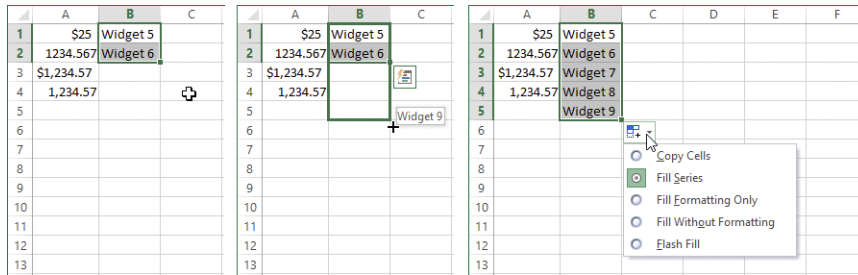 A B C
1 $25 Widget 5
2 1234.567 Widget 6
3 $1,234.57
4 1,234.57
5
6
7
8
9
10
11
12
13
A B C
1 $25 Widget 5
2 1234.567 Widget 6
3 $1,234.57
4 1,234.57
5 Widget 9
6
7
8
9
10
11
12
13
A B C D E F
1 $25 Widget 5
2 1234.567 Widget 6
3 $1,234.57 Widget 7
4 1,234.57 Widget 8
5 Widget 9
6
7 Copy Cells
8 Fill Series
9 Fill Formatting Only
10
11 Fill Without Formatting
12 Flash Fill
13